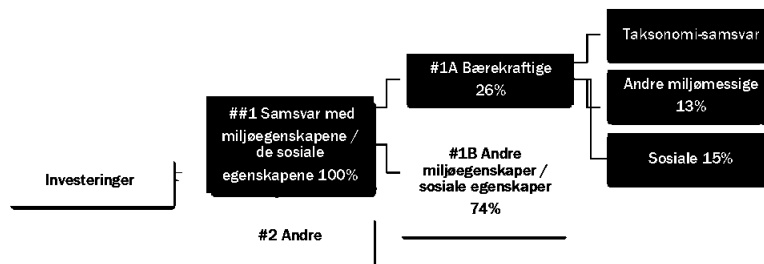 Investeringer
##1 Samsvar med
miljøegenskapene /
de sosiale
egenskapene 100%
#2 Andre
#1A Bærekraftige
26%
#1B Andre
miljøegenskaper /
sosiale egenskaper
74%
Taksonomi-samsvar
Andre miljømessige
13%
Sosiale 15%